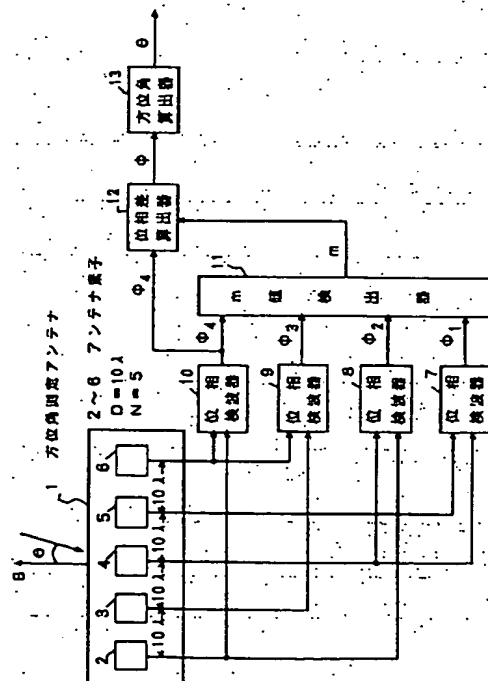 方位角測定アンテナ
1
2~6 アンテナ素子
D=10λ
N=5
B
θ
2
3
4
5
6
10λ
10λ
10λ
10λ
10
位相
検波器
9
位相
検波器
8
位相
検波器
7
位相
検波器
Φ4
Φ3
Φ2
Φ1
11
m値検出器
m
Φ4
12
位相差
算出器
Φ
13
方位角
算出器
θ